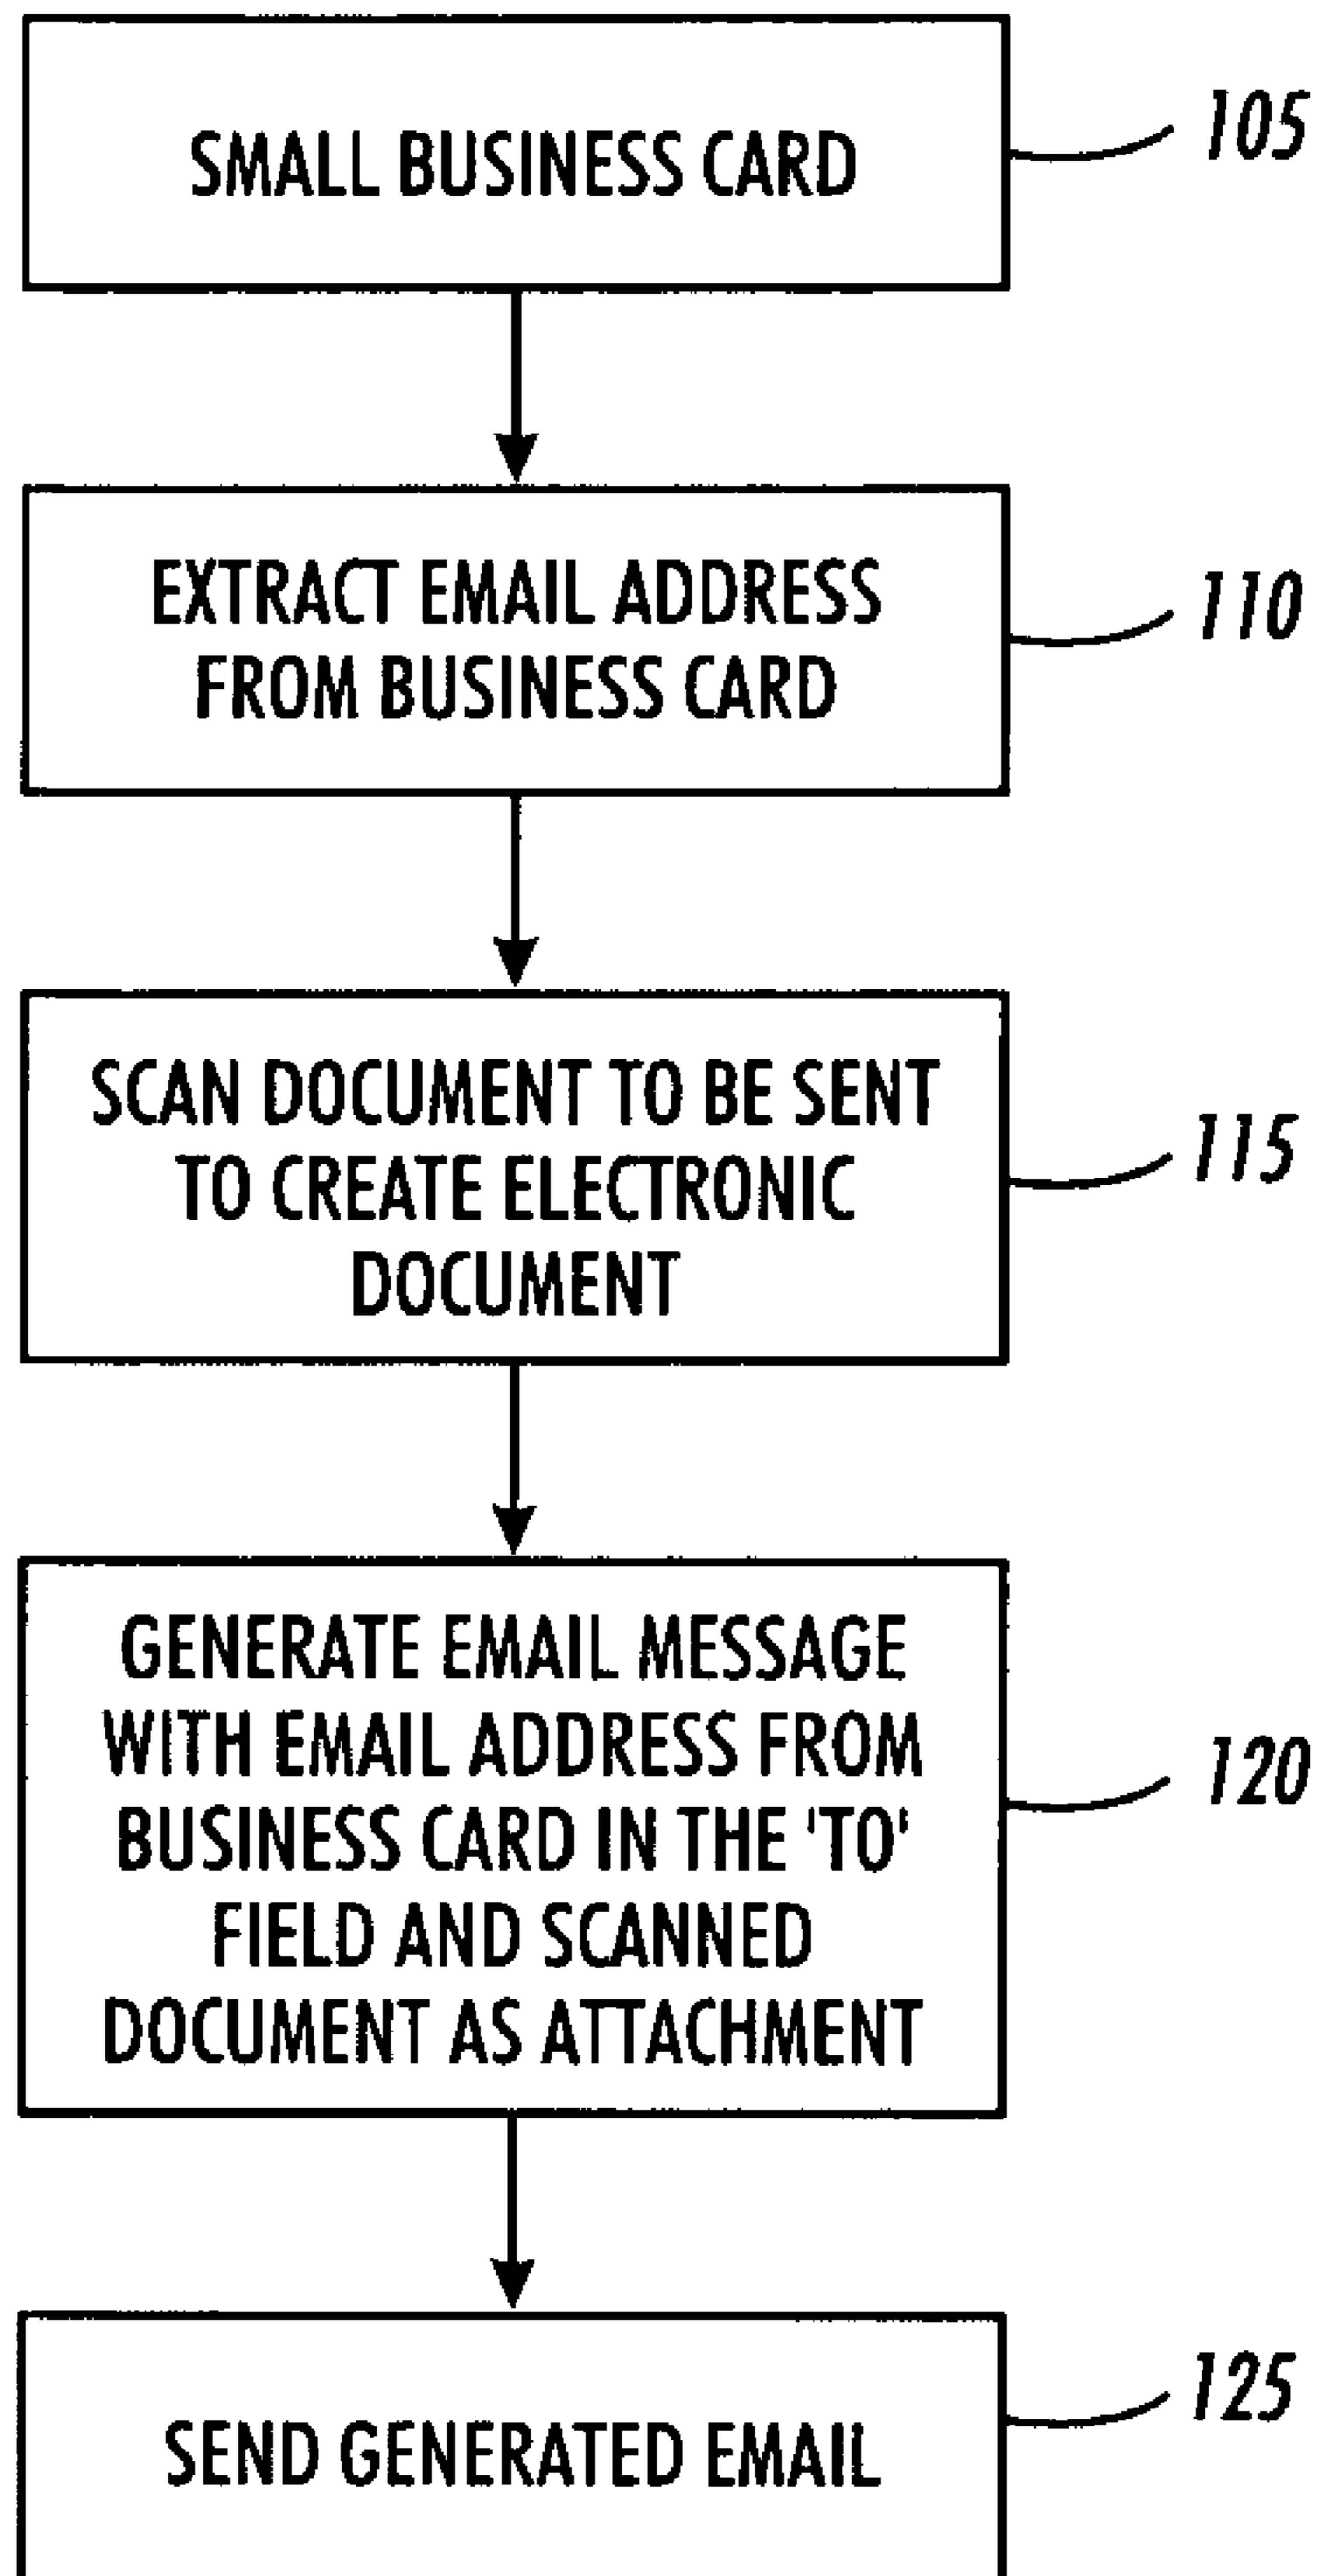 SMALL BUSINESS CARD
105
EXTRACT EMAIL ADDRESS
FROM BUSINESS CARD
110
SCAN DOCUMENT TO BE SENT
TO CREATE ELECTRONIC
DOCUMENT
115
GENERATE EMAIL MESSAGE
WITH EMAIL ADDRESS FROM
BUSINESS CARD IN THE 'TO'
FIELD AND SCANNED
DOCUMENT AS ATTACHMENT
120
SEND GENERATED EMAIL
125